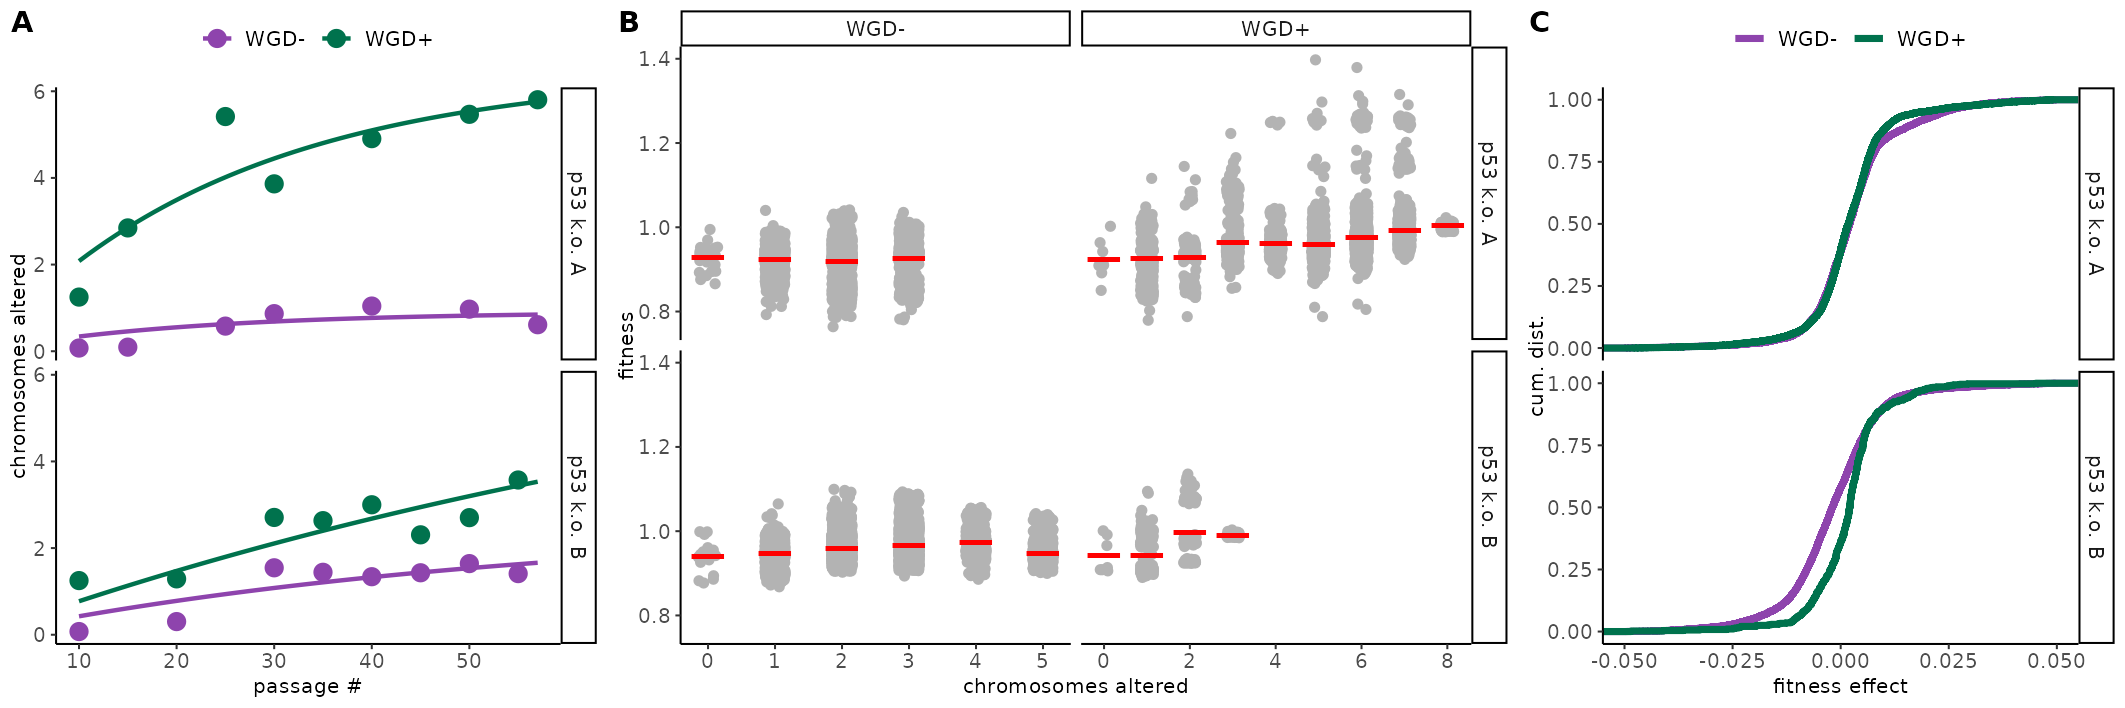 A
WGD- WGD+
chromosomes altered
6
4
2
0
p53 k.o. A
6
4
2
0
p53 k.o. B
10 20 30 40 50
passage #
B
WGD- WGD+
fitness
1.4
1.2
1.0
0.8
p53 k.o. A
1.4
1.2
1.0
0.8
p53 k.o. B
0 1 2 3 4 5 0 2 4 6 8
chromosomes altered
C
WGD- WGD+
cum. dist.
1.00
0.75
0.50
0.25
0.00
p53 k.o. A
1.00
0.75
0.50
0.25
0.00
p53 k.o. B
-0.050 -0.025 0.000 0.025 0.050
fitness effect